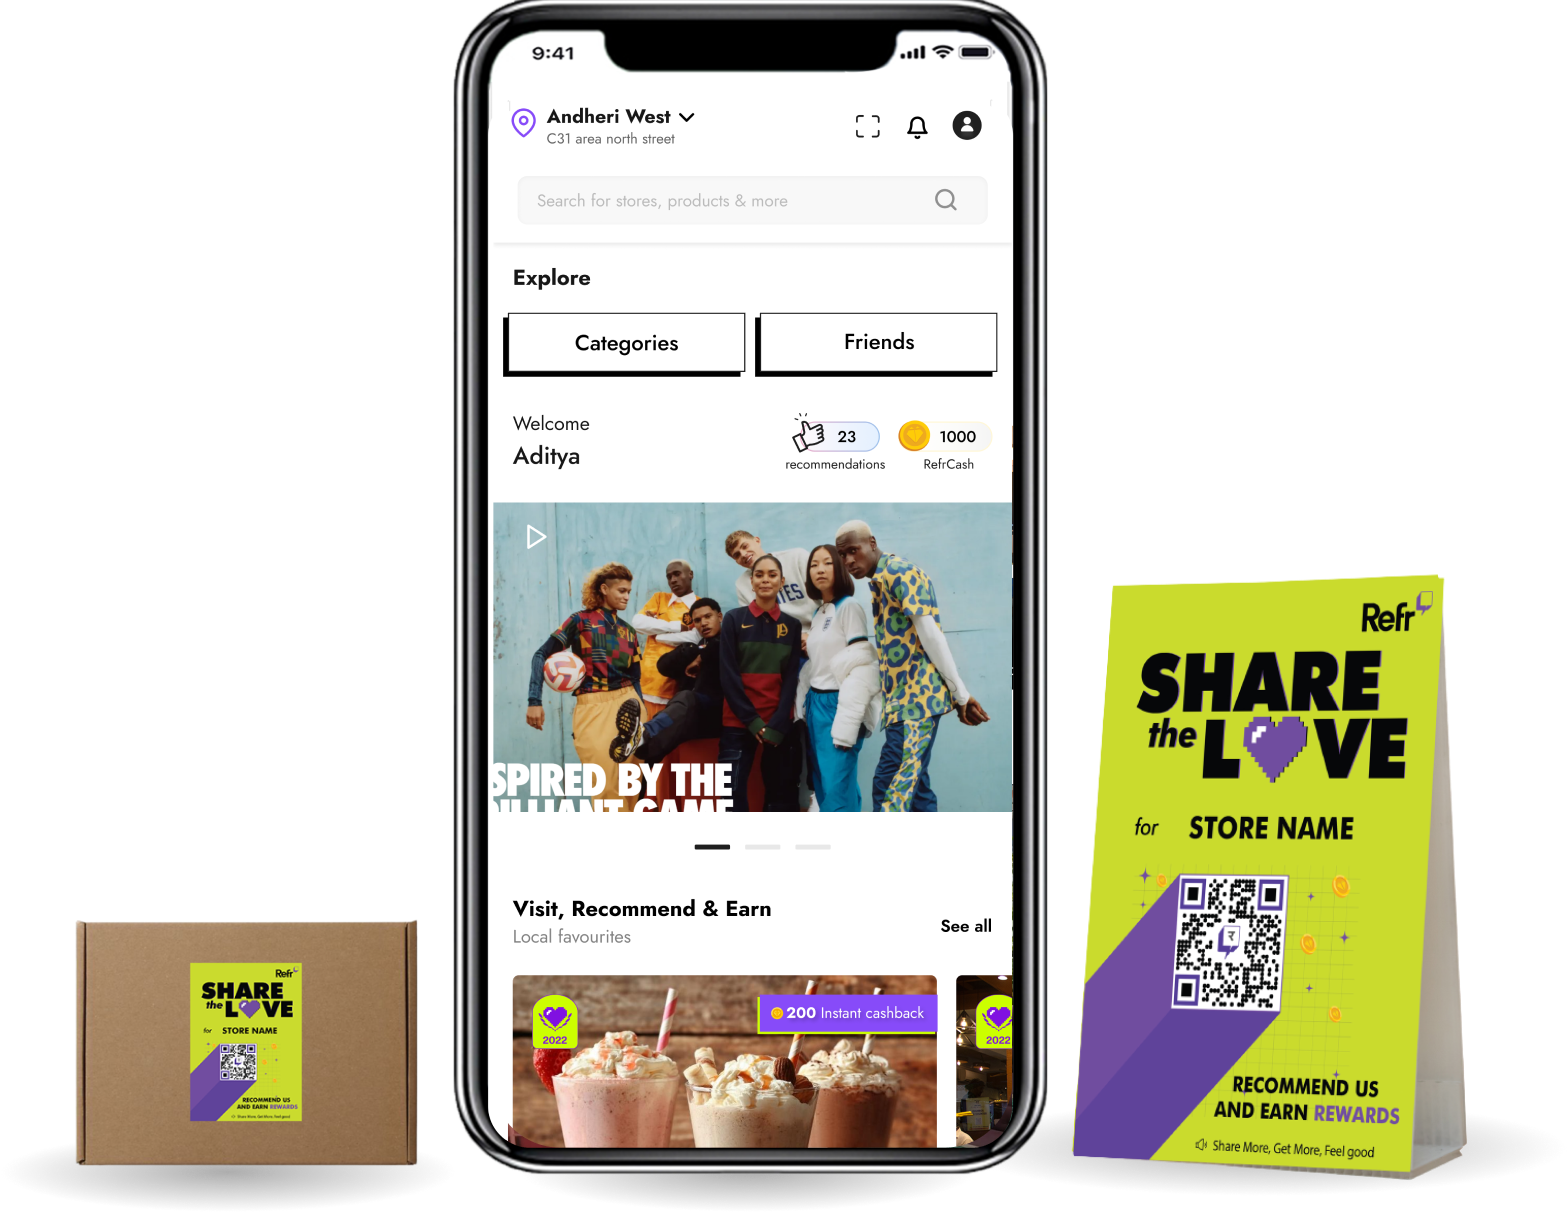 9:41
Andheri West
C31 area north street
Search for stores, products & more
Explore
Categories
Friends
Welcome
Aditya
23
recommendations
1000
RefrCash
SPIRED BY THE
See all
Visit, Recommend & Earn
Local favourites
2022
200 Instant cashback
2022
Refr
SHARE
the LOVE
for STORE NAME
RECOMMEND US
AND EARN REWARDS
Share More, Get More, Feel good
Refr
SHARE
the LOVE
for STORE NAME
RECOMMEND US
AND EARN REWARDS
Share More, Get More, Feel good